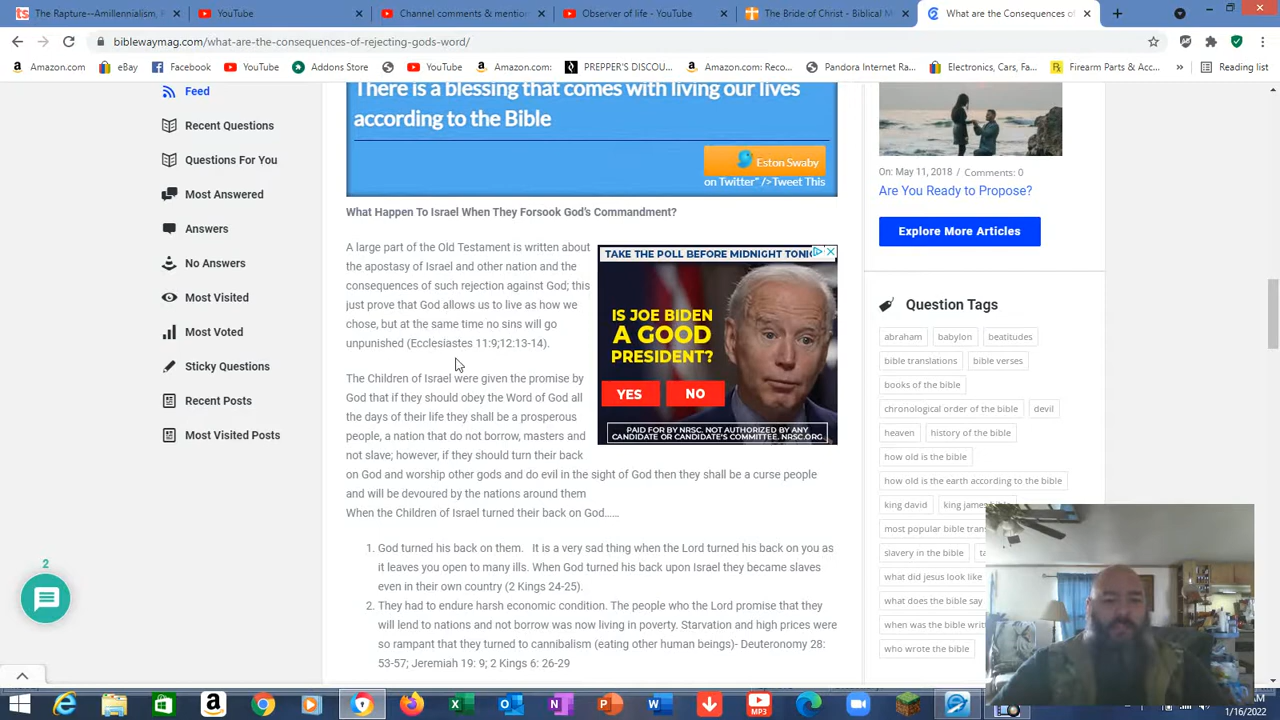 The Rapture--Amillennialism, P
YouTube
Channel comments & mention
Observer of life - YouTube
The Bride of Christ - Biblical M
What are the Consequences of
biblewaymag.com/what-are-the-consequences-of-rejecting-gods-word/
Amazon.com
eBay
Facebook
YouTube
Addons Store
YouTube
Amazon.com:
PREPPER'S DISCOU...
Amazon.com: Reco...
Pandora Internet Ra...
Electronics, Cars, Fa...
Firearm Parts & Acc...
»
Reading list
Feed
Recent Questions
Questions For You
Most Answered
Answers
No Answers
Most Visited
Most Voted
Sticky Questions
Recent Posts
Most Visited Posts
2
There is a blessing that comes with living our lives
according to the Bible
Eston Swaby
on Twitter" />Tweet This
What Happen To Israel When They Forsook God's Commandment?
A large part of the Old Testament is written about
the apostasy of Israel and other nation and the
consequences of such rejection against God; this
just prove that God allows us to live as how we
chose, but at the same time no sins will go
unpunished (Ecclesiastes 11:9;12:13-14).
The Children of Israel were given the promise by
God that if they should obey the Word of God all
the days of their life they shall be a prosperous
people, a nation that do not borrow, masters and
not slave; however, if they should turn their back
on God and worship other gods and do evil in the sight of God then they shall be a curse people
and will be devoured by the nations around them
When the Children of Israel turned their back on God......
1. God turned his back on them. It is a very sad thing when the Lord turned his back on you as
it leaves you open to many ills. When God turned his back upon Israel they became slaves
even in their own country (2 Kings 24-25).
2. They had to endure harsh economic condition. The people who the Lord promise that they
will lend to nations and not borrow was now living in poverty. Starvation and high prices were
so rampant that they turned to cannibalism (eating other human beings)- Deuteronomy 28:
53-57; Jeremiah 19: 9; 2 Kings 6: 26-29
TAKE THE POLL BEFORE MIDNIGHT
IS JOE BIDEN
A GOOD
PRESIDENT?
YES
NO
PAID FOR BY NRSC. NOT AUTHORIZED BY ANY
CANDIDATE OR CANDIDATE'S COMMITTEE. NRSC.ORG
On: May 11, 2018 / Comments: 0
Are You Ready to Propose?
Explore More Articles
Question Tags
abraham
babylon
beatitudes
bible translations
bible verses
books of the bible
chronological order of the bible
devil
heaven
history of the bible
how old is the bible
how old is the earth according to the bible
king david
king james
most popular bible
slavery in the bible
what did jesus look like
what does the bible say
when was the bible
who wrote the bible
MP3
1/16/2022